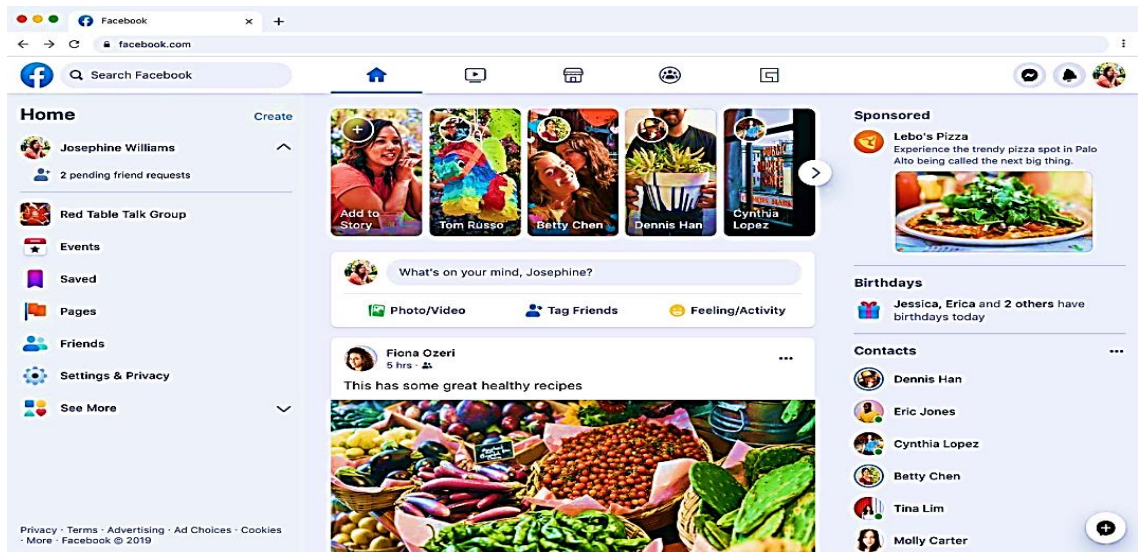 Facebook
facebook.com
Search Facebook
Home
Create
Josephine Williams
2 pending friend requests
Red Table Talk Group
Events
Saved
Pages
Friends
Settings & Privacy
See More
Privacy · Terms · Advertising · Ad Choices · Cookies
· More · Facebook © 2019
Add to
Story
Tom Russo
Betty Chen
Dennis Han
Cynthia
Lopez
What's on your mind, Josephine?
Photo/Video
Tag Friends
Feeling/Activity
Fiona Ozeri
5 hrs ·
This has some great healthy recipes
Sponsored
Lebo's Pizza
Experience the trendy pizza spot in Palo
Alto being called the next big thing.
Birthdays
Jessica, Erica and 2 others have
birthdays today
Contacts
Dennis Han
Eric Jones
Cynthia Lopez
Betty Chen
Tina Lim
Molly Carter